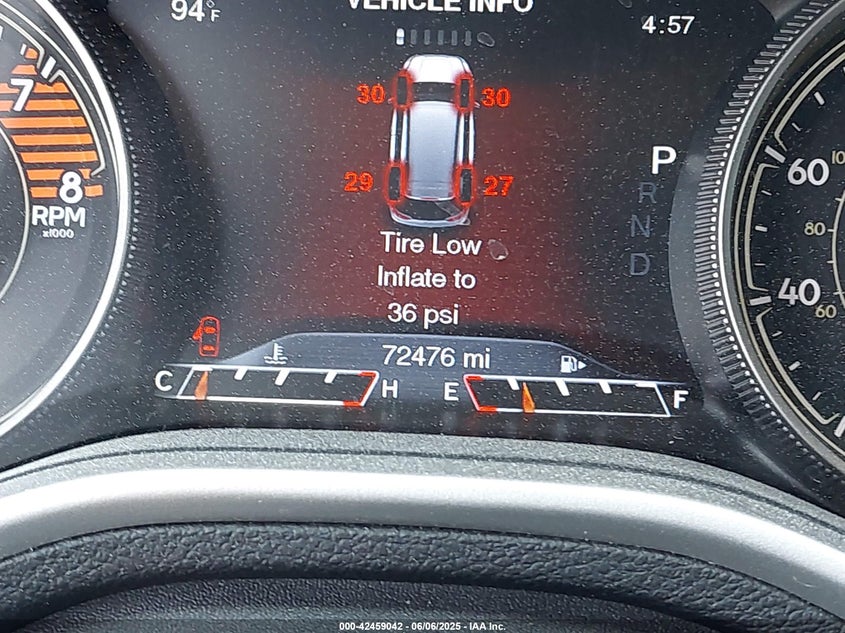 VEHICLE INFO
94°F
4:57
30 30
29 27
Tire Low
Inflate to
36 psi
P
R
N
D
7
8
RPM
x1000
60
80
40
60
72476 mi
C H E F
000-42459042 - 06/06/2025 - IAA Inc.